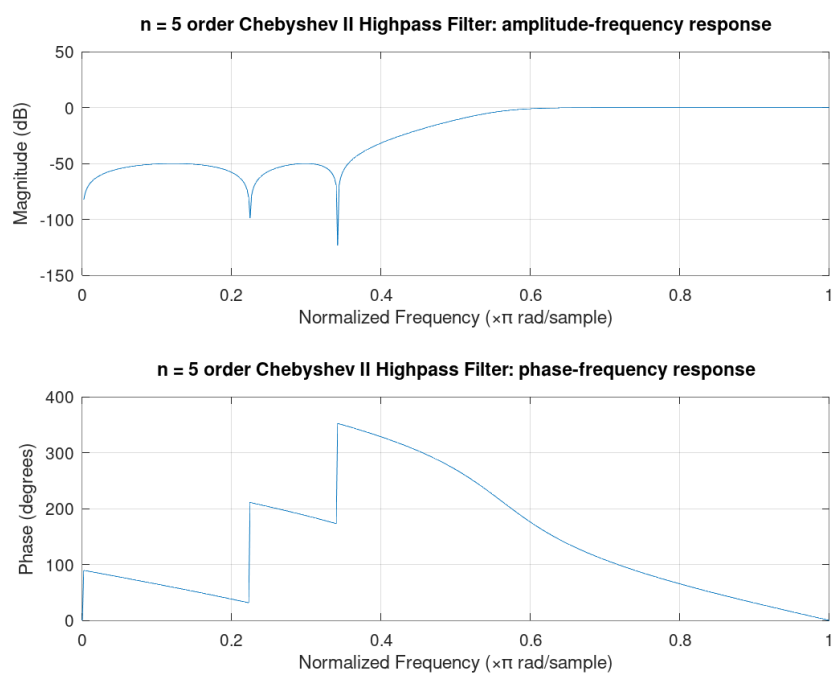 n = 5 order Chebyshev II Highpass Filter: amplitude-frequency response
50
0
-50
-100
-150
Magnitude (dB)
0 0.2 0.4 0.6 0.8 1
Normalized Frequency (×π rad/sample)
n = 5 order Chebyshev II Highpass Filter: phase-frequency response
400
300
200
100
0
Phase (degrees)
0 0.2 0.4 0.6 0.8 1
Normalized Frequency (×π rad/sample)